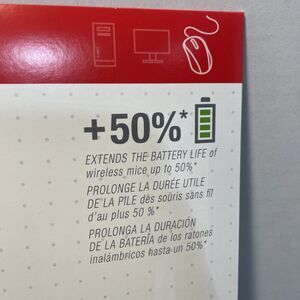 +50%*
EXTENDS THE BATTERY LIFE of
wireless mice up to 50%*
PROLONGE LA DURÉE UTILE
DE LA PILE dès souris sans fil
d'au plus 50 %*
PROLONGA LA DURACIÓN
DE LA BATERÍA de los ratones
inalámbricos hasta un 50%*